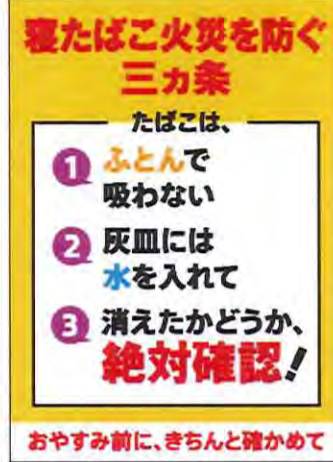 寝たばこ火災を防ぐ
三ヵ条
たばこは、
1 ふとんで
吸わない
2 灰皿には
水を入れて
3 消えたかどうか、
絶対確認!
おやすみ前に、きちんと確かめて